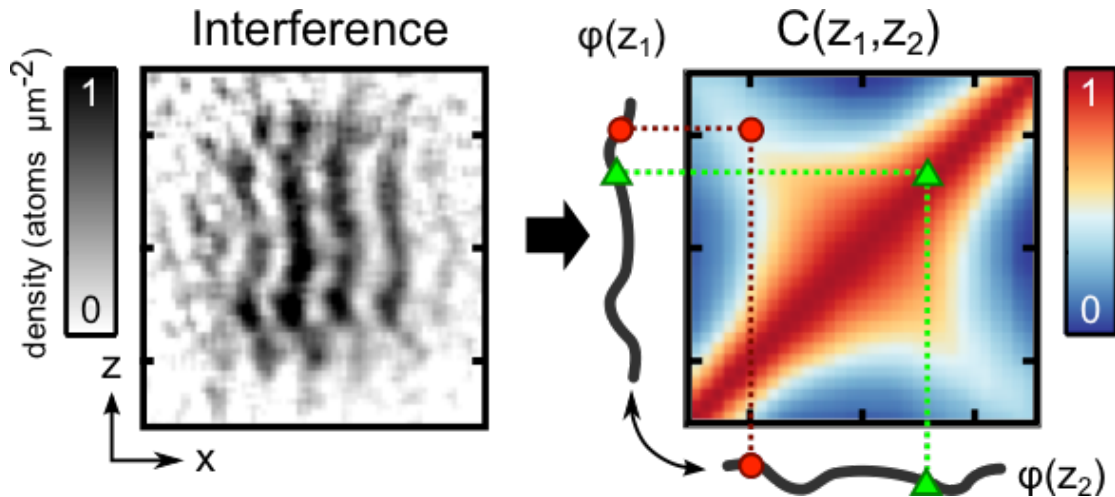 Interference
density (atoms μm⁻²)
1
0
z
x
φ(z₁)
C(z₁,z₂)
1
0
φ(z₂)